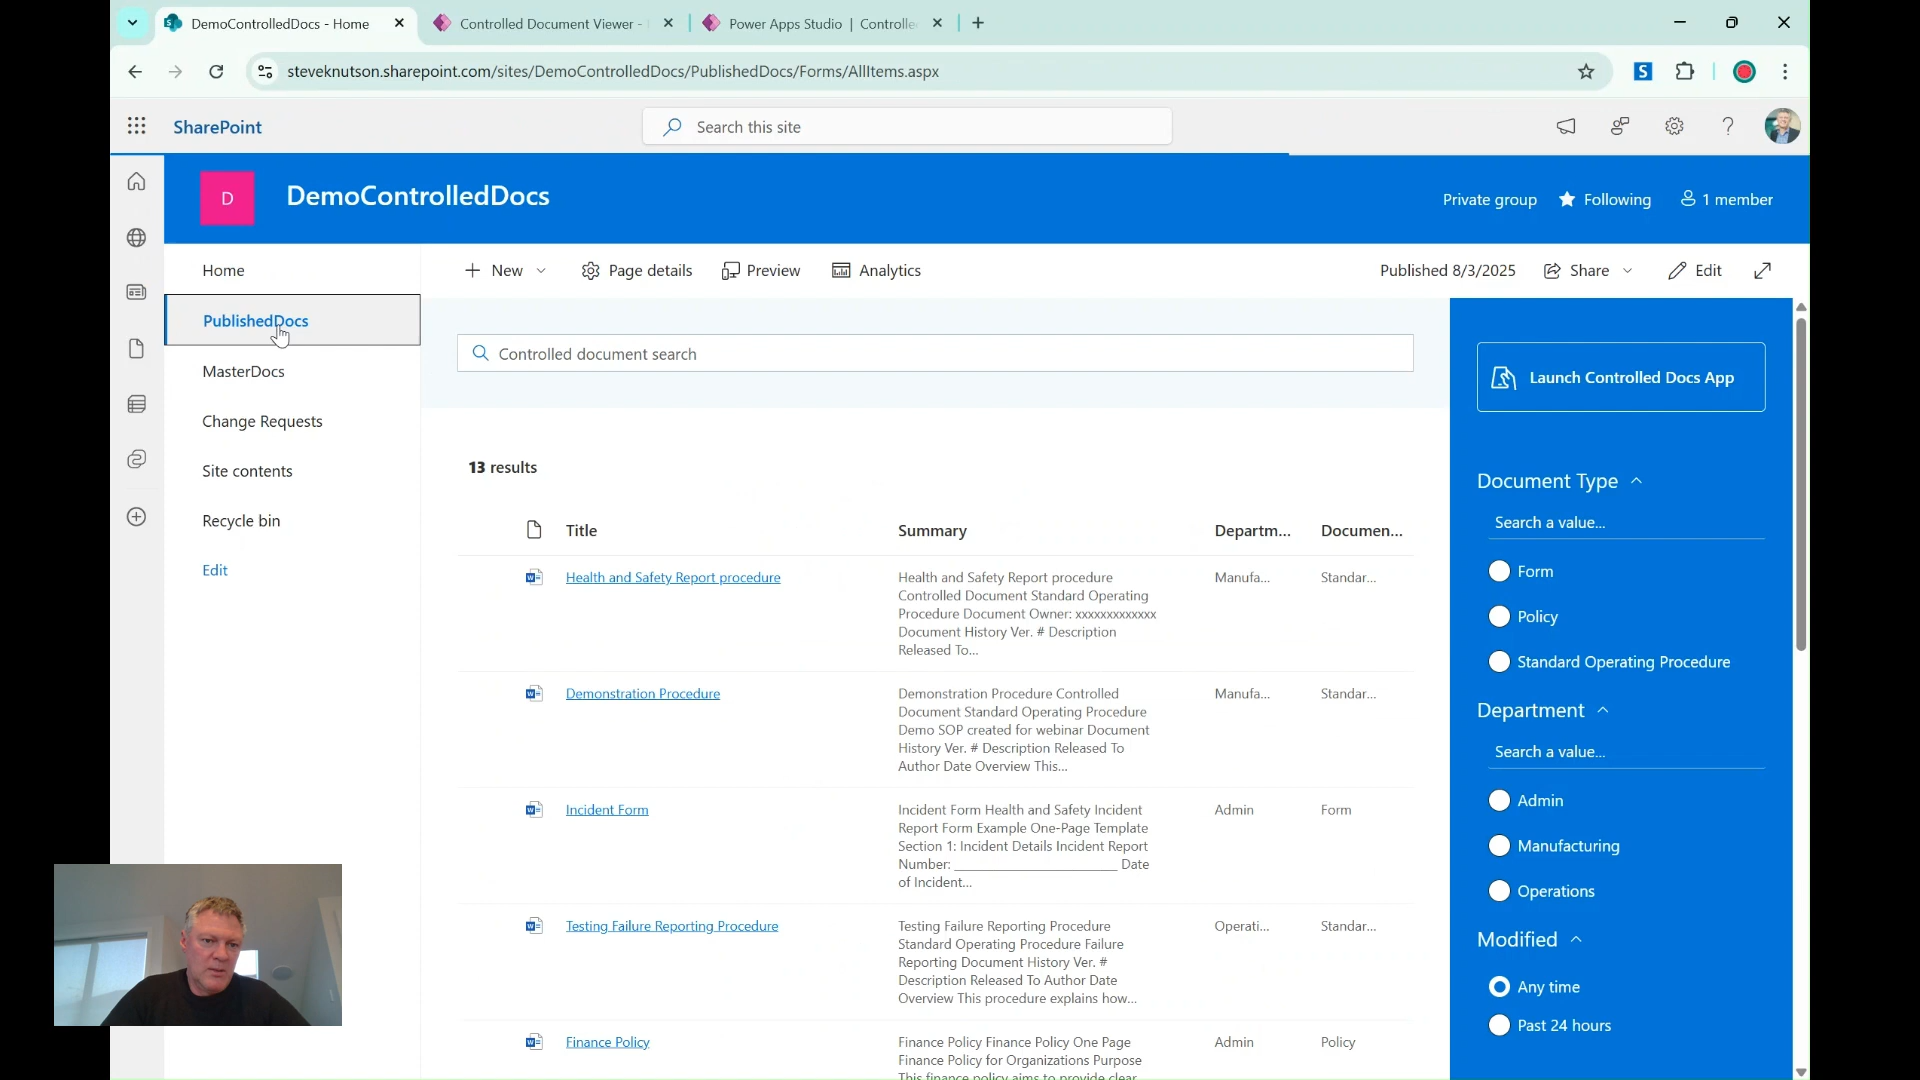 DemoControlledDocs - Home
Controlled Document Viewer -
Power Apps Studio | Controlle
steveknutson.sharepoint.com/sites/DemoControlledDocs/PublishedDocs/Forms/AllItems.aspx
S
SharePoint
Search this site
D
DemoControlledDocs
Private group
Following
1 member
Home
PublishedDocs
MasterDocs
Change Requests
Site contents
Recycle bin
Edit
New
Page details
Preview
Analytics
Published 8/3/2025
Share
Edit
Controlled document search
13 results
Title
Summary
Departm...
Documen...
Health and Safety Report procedure
Health and Safety Report procedure
Controlled Document Standard Operating
Procedure Document Owner: xxxxxxxxxxxxx
Document History Ver. # Description
Released To...
Manufa...
Standar...
Demonstration Procedure
Demonstration Procedure Controlled
Document Standard Operating Procedure
Demo SOP created for webinar Document
History Ver. # Description Released To
Author Date Overview This...
Manufa...
Standar...
Incident Form
Incident Form Health and Safety Incident
Report Form Example One-Page Template
Section 1: Incident Details Incident Report
Number: ______________________ Date
of Incident...
Admin
Form
Testing Failure Reporting Procedure
Testing Failure Reporting Procedure
Standard Operating Procedure Failure
Reporting Document History Ver. #
Description Released To Author Date
Overview This procedure explains how...
Operati...
Standar...
Finance Policy
Finance Policy Finance Policy One Page
Finance Policy for Organizations Purpose
This finance policy aims to provide clear
Admin
Policy
Launch Controlled Docs App
Document Type
Search a value...
Form
Policy
Standard Operating Procedure
Department
Search a value...
Admin
Manufacturing
Operations
Modified
Any time
Past 24 hours